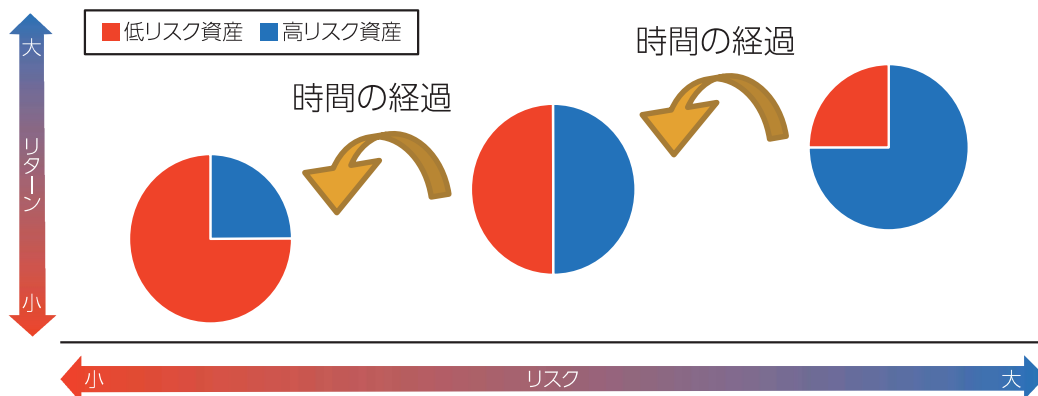 低リスク資産 高リスク資産
時間の経過
時間の経過
大
リターン
小
小 リスク 大